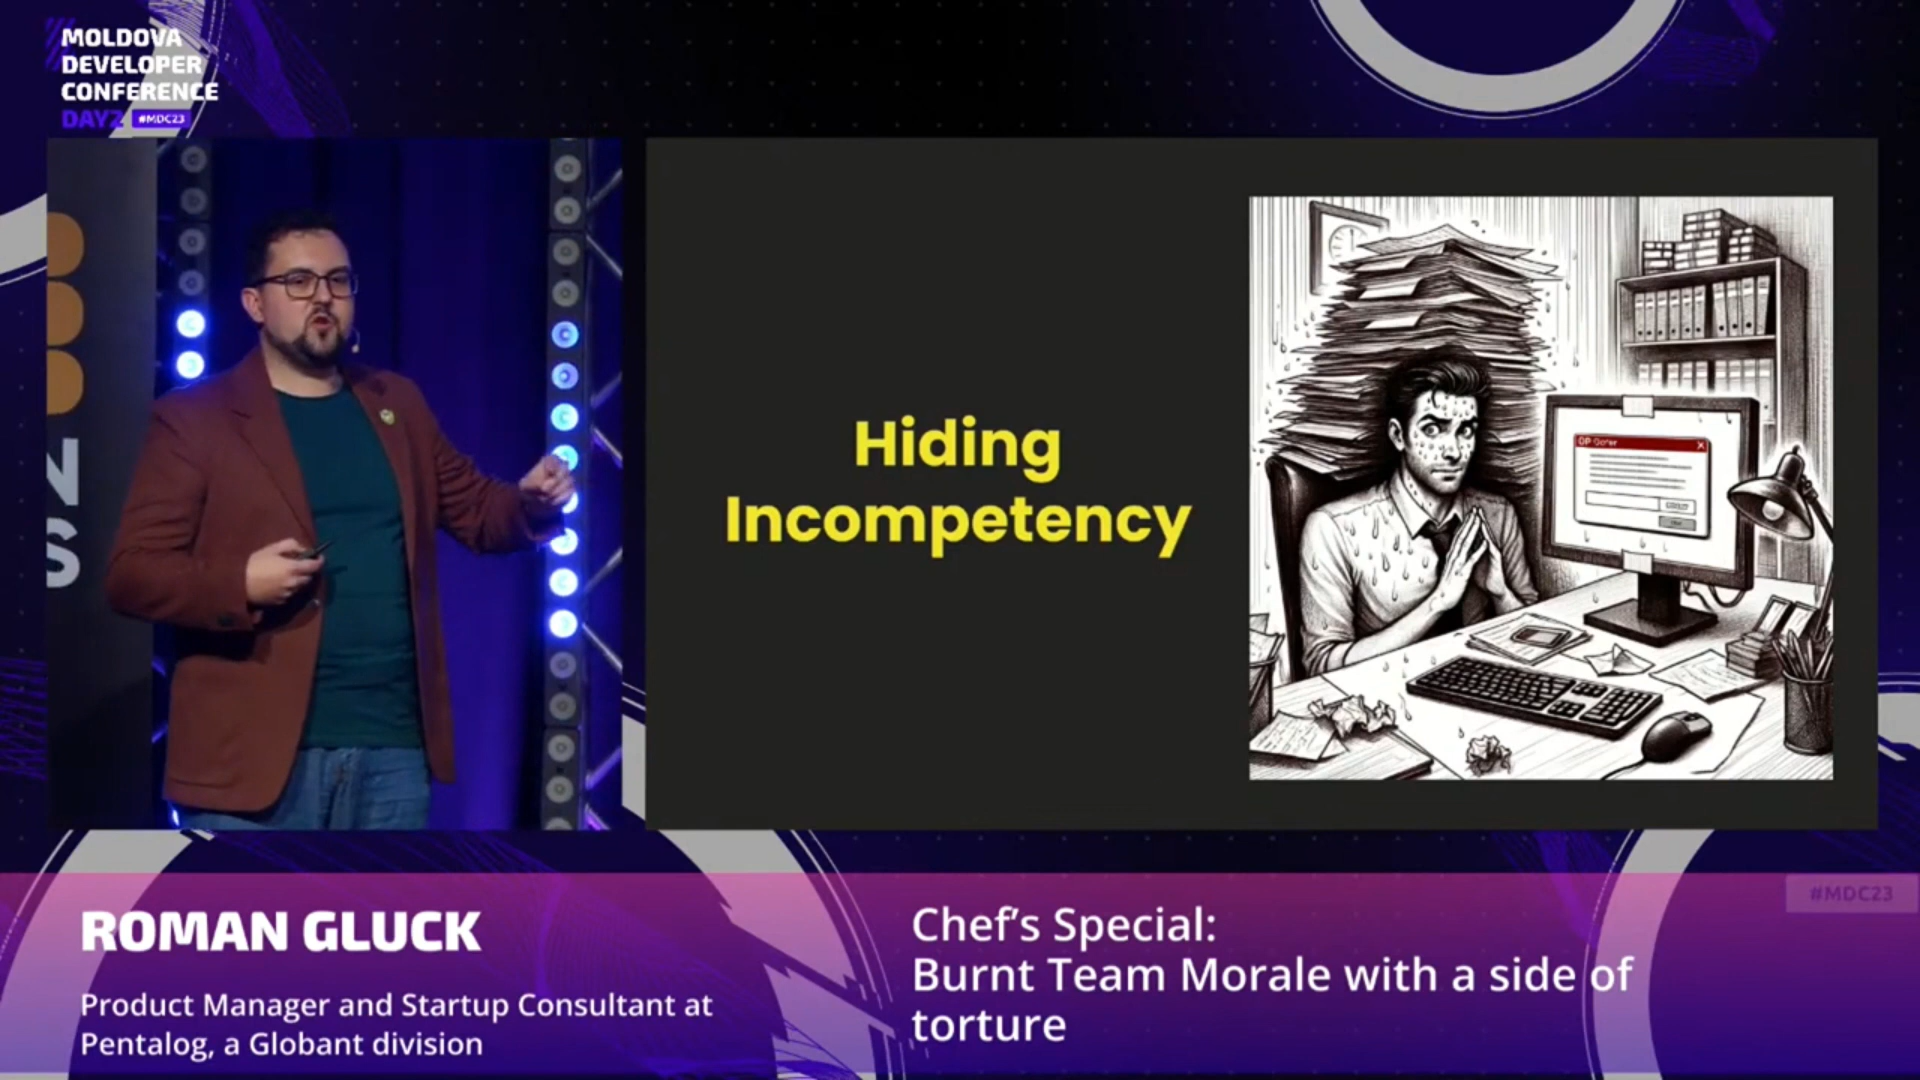 MOLDOVA
DEVELOPER
CONFERENCE
DAY2 #MDC23
N
S
Hiding
Incompetency
#MDC23
ROMAN GLUCK
Product Manager and Startup Consultant at
Pentalog, a Globant division
Chef's Special:
Burnt Team Morale with a side of
torture